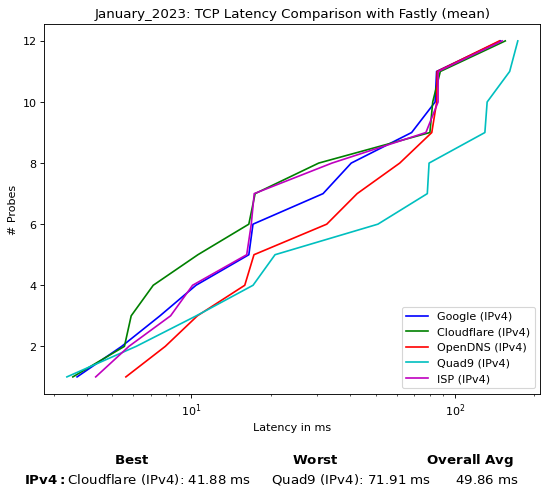 January_2023: TCP Latency Comparison with Fastly (mean)
12
10
8
6
4
2
# Probes
Google (IPv4)
Cloudflare (IPv4)
OpenDNS (IPv4)
Quad9 (IPv4)
ISP (IPv4)
10¹ 10²
Latency in ms
Best Worst Overall Avg
IPv4: Cloudflare (IPv4): 41.88 ms Quad9 (IPv4): 71.91 ms 49.86 ms